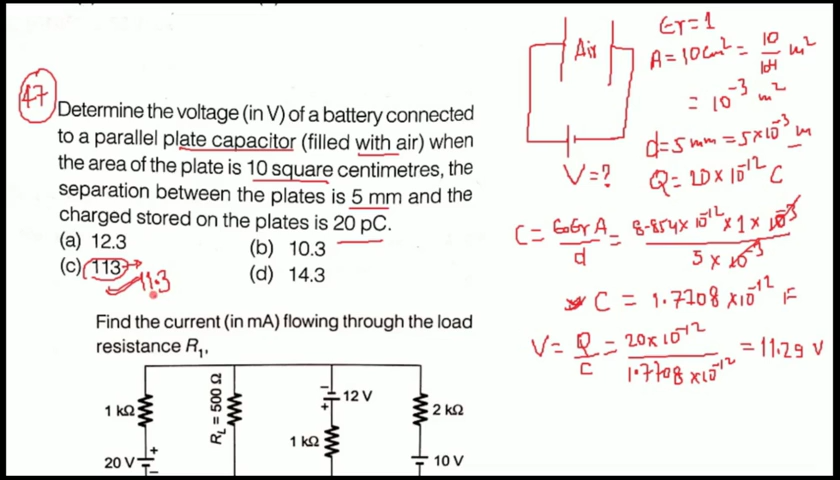 47
Determine the voltage (in V) of a battery connected
to a parallel plate capacitor (filled with air) when
the area of the plate is 10 square centimetres, the
separation between the plates is 5 mm and the
charged stored on the plates is 20 pC.
(a) 12.3
(b) 10.3
(c) 113
11.3
(d) 14.3
Find the current (in mA) flowing through the load
resistance R₁,
1 kΩ
R_L = 500 Ω
12 V
1 kΩ
2 kΩ
20 V
10 V
+
−
−
+
Air
V = ?
Er = 1
A = 10 cm² = 10/10⁴ m²
= 10⁻³ m²
d = 5 mm = 5 × 10⁻³ m
Q = 20 × 10⁻¹² C
C = ϵ₀ϵr A / d = 8.854 × 10⁻¹² × 1 × 10⁻³ / 5 × 10⁻³
C = 1.7708 × 10⁻¹² F
V = Q/C = 20 × 10⁻¹² / 1.7708 × 10⁻¹² = 11.29 V